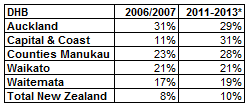 DHB 2006/2007 2011-2013*
Auckland 31% 29%
Capital & Coast 11% 31%
Counties Manukau 23% 28%
Waikato 21% 21%
Waitemata 17% 19%
Total New Zealand 8% 10%